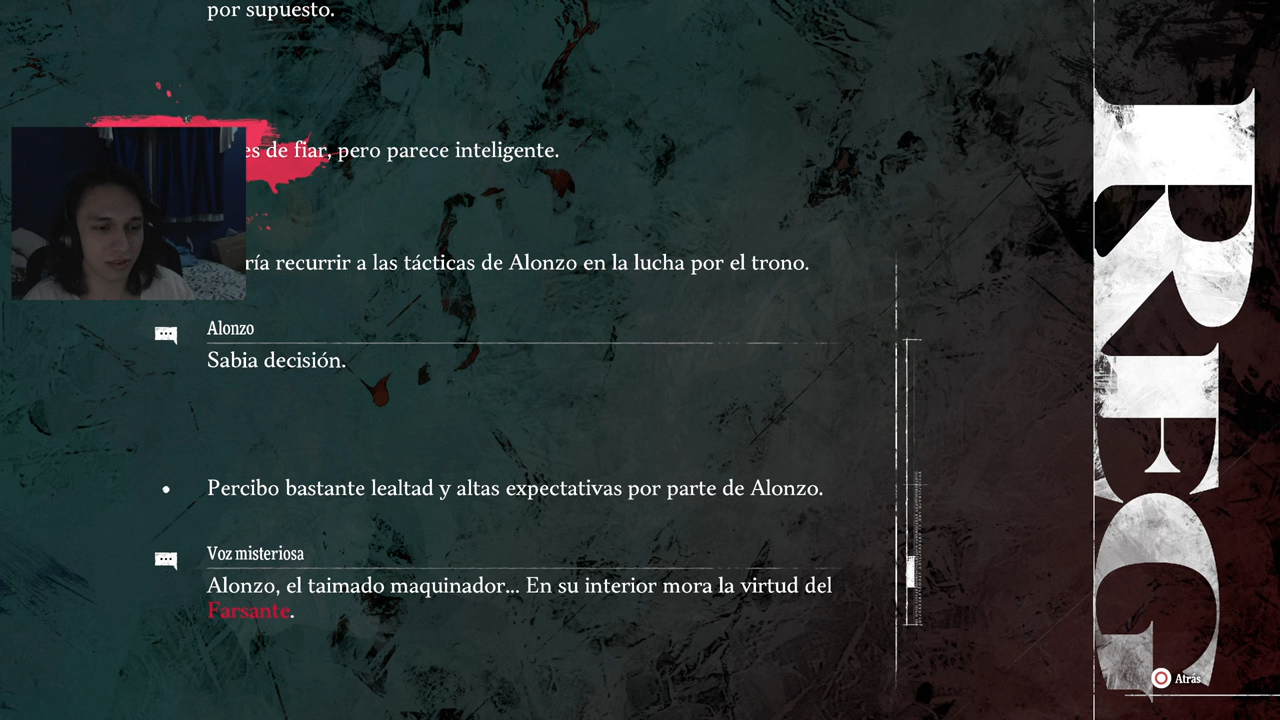 por supuesto.
es de fiar, pero parece inteligente.
ría recurrir a las tácticas de Alonzo en la lucha por el trono.
Alonzo
Sabia decisión.
Percibo bastante lealtad y altas expectativas por parte de Alonzo.
Voz misteriosa
Alonzo, el taimado maquinador... En su interior mora la virtud del
Farsante.
REG
Atrás